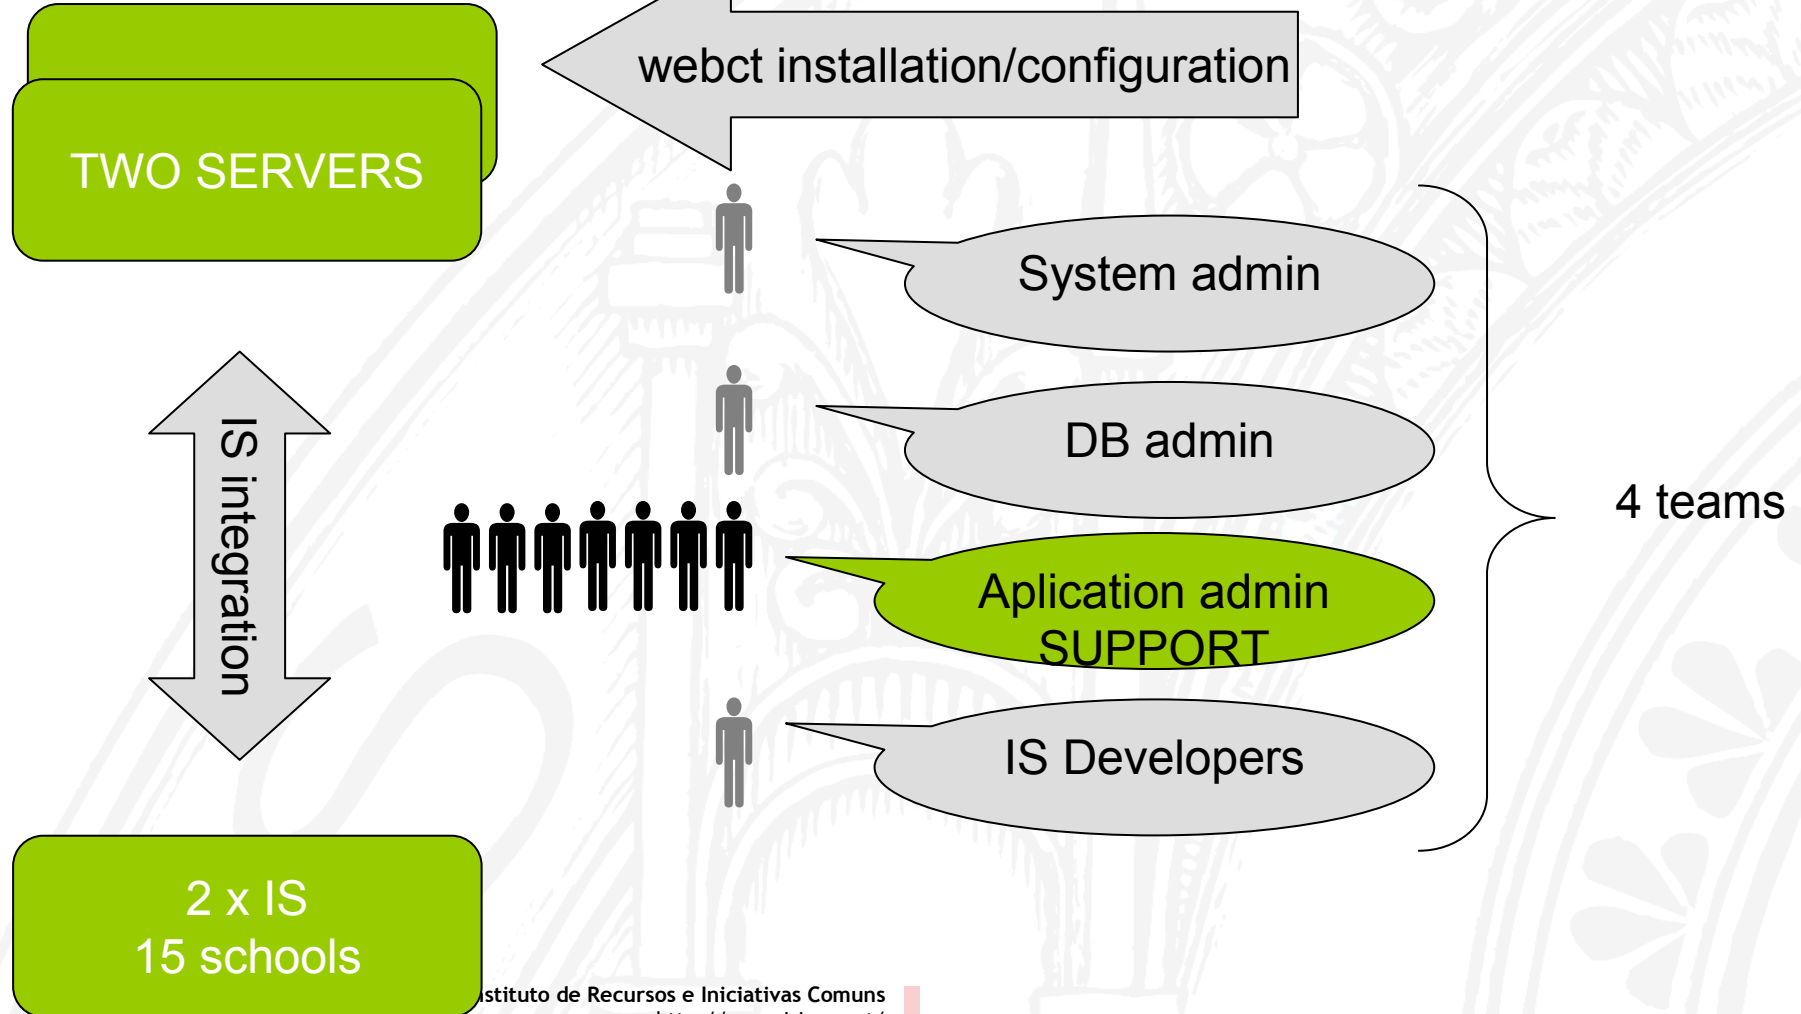 webct installation/configuration
TWO SERVERS
System admin
DB admin
4 teams
IS integration
Aplication admin
SUPPORT
IS Developers
2 x IS
15 schools
stituto de Recursos e Iniciativas Comuns